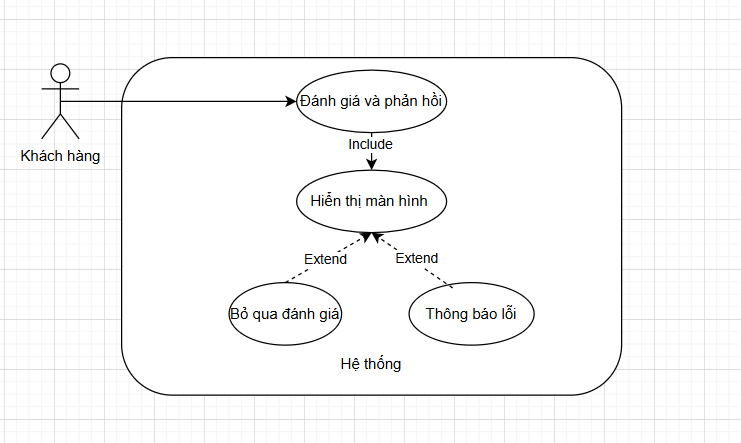 Đánh giá và phản hồi
Khách hàng
Include
Hiển thị màn hình
Extend
Extend
Bỏ qua đánh giá
Thông báo lỗi
Hệ thống